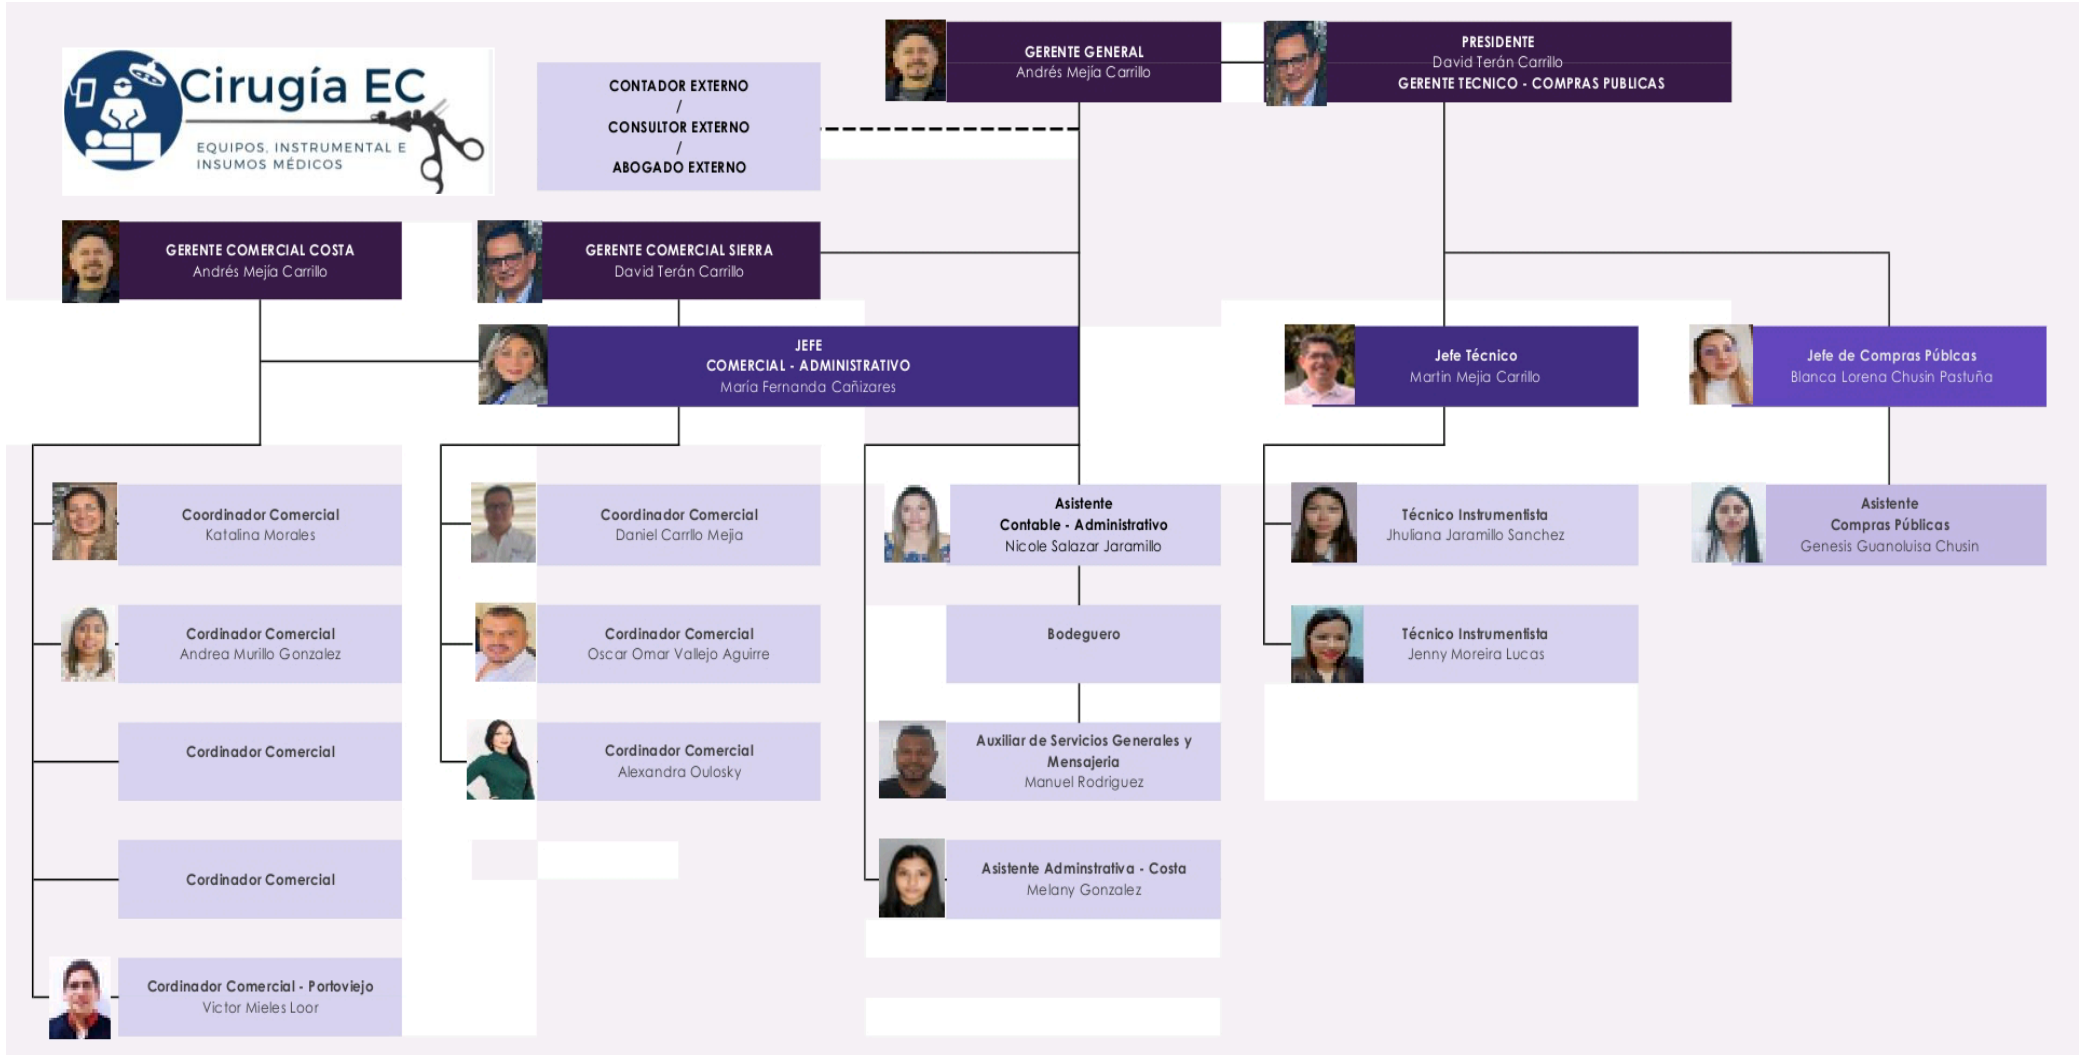 Cirugía EC
EQUIPOS, INSTRUMENTAL E
INSUMOS MÉDICOS
CONTADOR EXTERNO
/
CONSULTOR EXTERNO
/
ABOGADO EXTERNO
GERENTE GENERAL
Andrés Mejía Carrillo
PRESIDENTE
David Terán Carrillo
GERENTE TECNICO - COMPRAS PUBLICAS
GERENTE COMERCIAL COSTA
Andrés Mejía Carrillo
GERENTE COMERCIAL SIERRA
David Terán Carrillo
JEFE
COMERCIAL - ADMINISTRATIVO
María Fernanda Cañizares
Jefe Técnico
Martin Mejia Carrillo
Jefe de Compras Públcas
Blanca Lorena Chusin Pastuña
Coordinador Comercial
Katalina Morales
Coordinador Comercial
Daniel Carrllo Mejia
Asistente
Contable - Administrativo
Nicole Salazar Jaramillo
Técnico Instrumentista
Jhuliana Jaramillo Sanchez
Asistente
Compras Públicas
Genesis Guanoluisa Chusin
Cordinador Comercial
Andrea Murillo Gonzalez
Cordinador Comercial
Oscar Omar Vallejo Aguirre
Bodeguero
Técnico Instrumentista
Jenny Moreira Lucas
Cordinador Comercial
Cordinador Comercial
Alexandra Oulosky
Auxiliar de Servicios Generales y
Mensajeria
Manuel Rodriguez
Cordinador Comercial
Asistente Adminstrativa - Costa
Melany Gonzalez
Cordinador Comercial - Portoviejo
Victor Mieles Loor